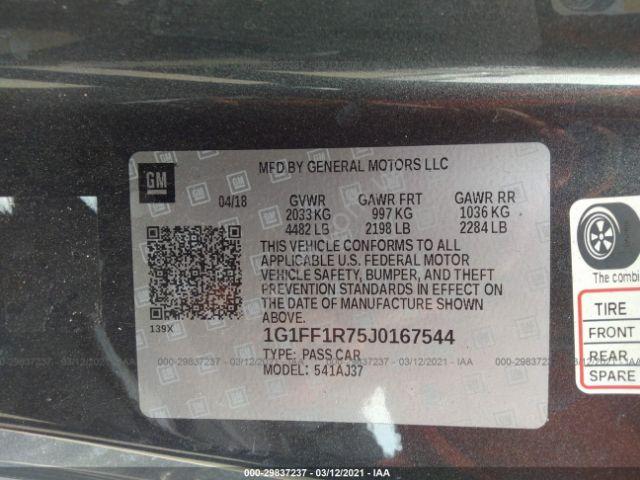 GM
MFD BY GENERAL MOTORS LLC
04/18 GVWR GAWR FRT GAWR RR
2033 KG 997 KG 1036 KG
4482 LB 2198 LB 2284 LB
THIS VEHICLE CONFORMS TO ALL
APPLICABLE U.S. FEDERAL MOTOR
VEHICLE SAFETY, BUMPER, AND THEFT
PREVENTION STANDARDS IN EFFECT ON
THE DATE OF MANUFACTURE SHOWN
ABOVE.
139X
1G1FF1R75J0167544
TYPE: PASS CAR
MODEL: 541AJ37
The combi
TIRE
FRONT
REAR
SPARE
000-29837237 - 03/12/2021 - IAA